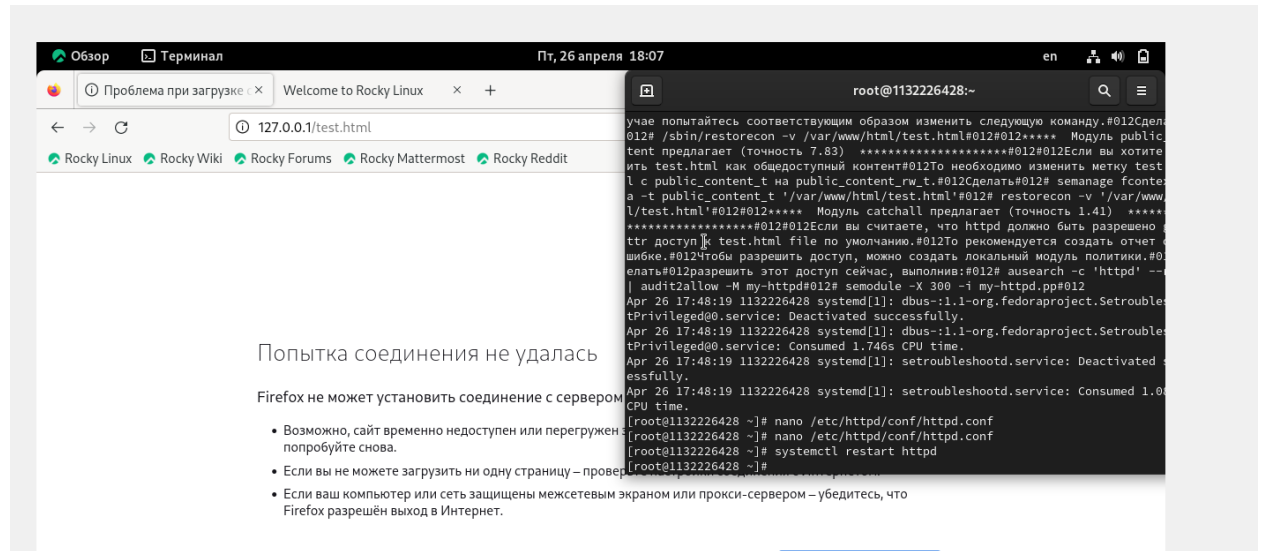 Обзор Терминал Пт, 26 апреля 18:07 en
Проблема при загрузке с × Welcome to Rocky Linux × +
127.0.0.1/test.html
Rocky Linux Rocky Wiki Rocky Forums Rocky Mattermost Rocky Reddit
Попытка соединения не удалась
Firefox не может установить соединение с сервером
• Возможно, сайт временно недоступен или перегружен
попробуйте снова.
• Если вы не можете загрузить ни одну страницу – 
• Если ваш компьютер или сеть защищены межсетевым экраном или прокси-сервером – убедитесь, что
Firefox разрешён выход в Интернет.
root@1132226428:~
учае попытайтесь соответствующим образом изменить следующую команду.#012Сдела
012# /sbin/restorecon -v /var/www/html/test.html#012#012***** Модуль public_
tent предлагает (точность 7.83) ********************#012#012Если вы хотите
ить test.html как общедоступный контент#012То необходимо изменить метку test
l с public_content_t на public_content_rw_t.#012Сделать#012# semanage fcontex
a -t public_content_t '/var/www/html/test.html'#012# restorecon -v '/var/www,
l/test.html'#012#012***** Модуль catchall предлагает (точность 1.41) *****
******************#012#012Если вы считаете, что httpd должно быть разрешено
ttr доступ к test.html file по умолчанию.#012То рекомендуется создать отчет
шибке.#012Чтобы разрешить доступ, можно создать локальный модуль политики.#01
елать#012разрешить этот доступ сейчас, выполнив:#012# ausearch -c 'httpd' --
| audit2allow -M my-httpd#012# semodule -X 300 -i my-httpd.pp#012
Apr 26 17:48:19 1132226428 systemd[1]: dbus-:1.1-org.fedoraproject.Setrouble
tPrivileged@0.service: Deactivated successfully.
Apr 26 17:48:19 1132226428 systemd[1]: dbus-:1.1-org.fedoraproject.Setrouble
tPrivileged@0.service: Consumed 1.746s CPU time.
Apr 26 17:48:19 1132226428 systemd[1]: setroubleshootd.service: Deactivated s
essfully.
Apr 26 17:48:19 1132226428 systemd[1]: setroubleshootd.service: Consumed 1.08
CPU time.
[root@1132226428 ~]# nano /etc/httpd/conf/httpd.conf
[root@1132226428 ~]# nano /etc/httpd/conf/httpd.conf
[root@1132226428 ~]# systemctl restart httpd
[root@1132226428 ~]#